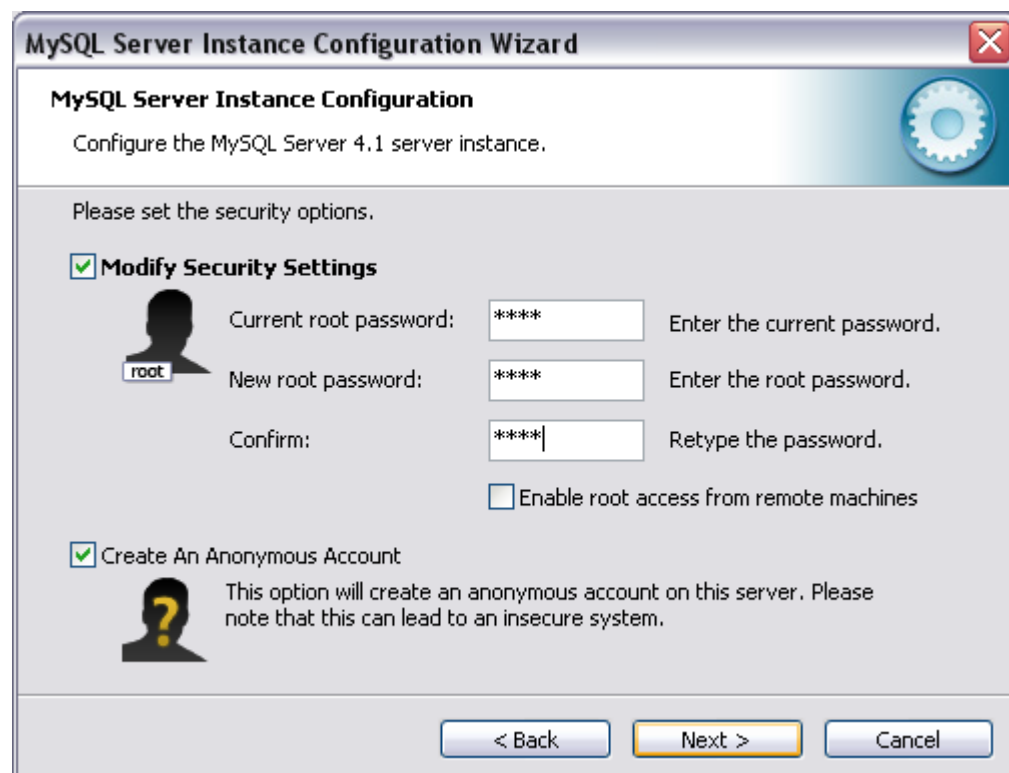 MySQL Server Instance Configuration Wizard
MySQL Server Instance Configuration
Configure the MySQL Server 4.1 server instance.
Please set the security options.
Modify Security Settings
root
Current root password: **** Enter the current password.
New root password: **** Enter the root password.
Confirm: **** Retype the password.
Enable root access from remote machines
Create An Anonymous Account
?
This option will create an anonymous account on this server. Please
note that this can lead to an insecure system.
< Back Next > Cancel